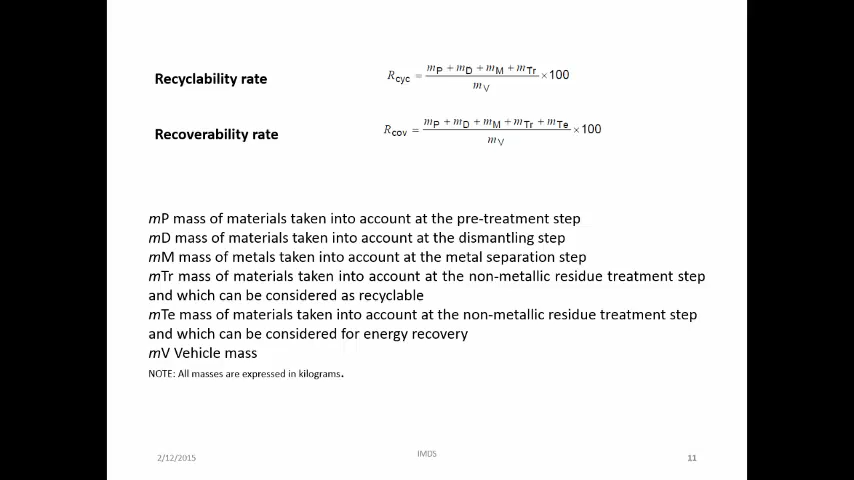 Recyclability rate
R_cyc = (m_P + m_D + m_M + m_Tr) / m_V × 100
Recoverability rate
R_cov = (m_P + m_D + m_M + m_Tr + m_Te) / m_V × 100
mP mass of materials taken into account at the pre-treatment step
mD mass of materials taken into account at the dismantling step
mM mass of metals taken into account at the metal separation step
mTr mass of materials taken into account at the non-metallic residue treatment step
and which can be considered as recyclable
mTe mass of materials taken into account at the non-metallic residue treatment step
and which can be considered for energy recovery
mV Vehicle mass
NOTE: All masses are expressed in kilograms.
2/12/2015
IMDS
11